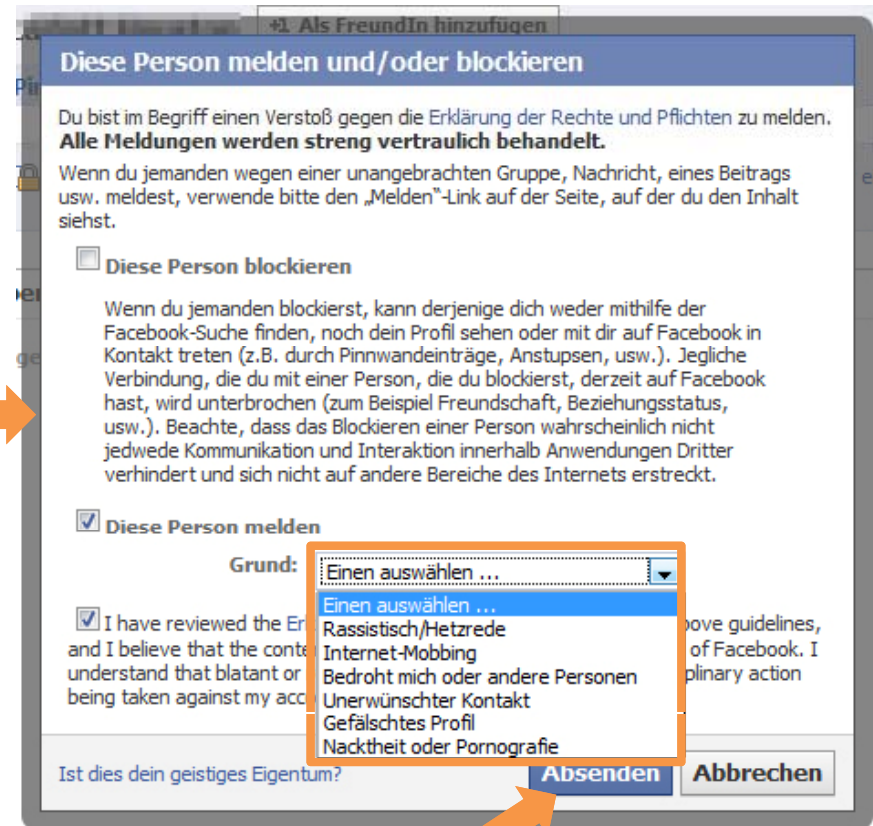 +1 Als FreundIn hinzufügen
Diese Person melden und/oder blockieren
Du bist im Begriff einen Verstoß gegen die Erklärung der Rechte und Pflichten zu melden.
Alle Meldungen werden streng vertraulich behandelt.
Wenn du jemanden wegen einer unangebrachten Gruppe, Nachricht, eines Beitrags
usw. meldest, verwende bitte den „Melden"-Link auf der Seite, auf der du den Inhalt
siehst.
Diese Person blockieren
Wenn du jemanden blockierst, kann derjenige dich weder mithilfe der
Facebook-Suche finden, noch dein Profil sehen oder mit dir auf Facebook in
Kontakt treten (z.B. durch Pinnwandeinträge, Anstupsen, usw.). Jegliche
Verbindung, die du mit einer Person, die du blockierst, derzeit auf Facebook
hast, wird unterbrochen (zum Beispiel Freundschaft, Beziehungsstatus,
usw.). Beachte, dass das Blockieren einer Person wahrscheinlich nicht
jedwede Kommunikation und Interaktion innerhalb Anwendungen Dritter
verhindert und sich nicht auf andere Bereiche des Internets erstreckt.
Diese Person melden
Grund: Einen auswählen ...
Einen auswählen ...
Rassistisch/Hetzrede
Internet-Mobbing
Bedroht mich oder andere Personen
Unerwünschter Kontakt
Gefälschtes Profil
Nacktheit oder Pornografie
I have reviewed the Er ove guidelines,
and I believe that the conte of Facebook. I
understand that blatant or plinary action
being taken against my acc
Ist dies dein geistiges Eigentum? Absenden Abbrechen